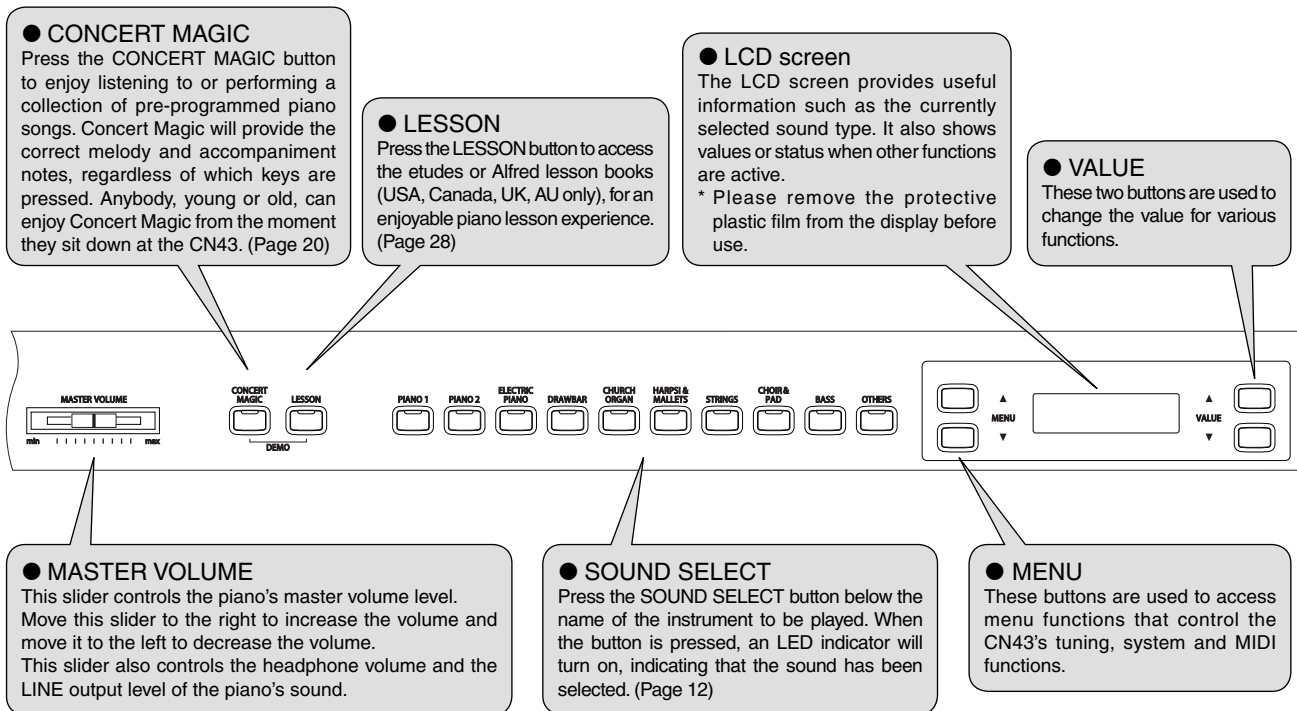 ● CONCERT MAGIC
Press the CONCERT MAGIC button
to enjoy listening to or performing a
collection of pre-programmed piano
songs. Concert Magic will provide the
correct melody and accompaniment
notes, regardless of which keys are
pressed. Anybody, young or old, can
enjoy Concert Magic from the moment
they sit down at the CN43. (Page 20)
● LESSON
Press the LESSON button to access
the etudes or Alfred lesson books
(USA, Canada, UK, AU only), for an
enjoyable piano lesson experience.
(Page 28)
● LCD screen
The LCD screen provides useful
information such as the currently
selected sound type. It also shows
values or status when other functions
are active.
* Please remove the protective
plastic film from the display before
use.
● VALUE
These two buttons are used to
change the value for various
functions.
MASTER VOLUME
min max
CONCERT
MAGIC
LESSON
DEMO
PIANO 1
PIANO 2
ELECTRIC
PIANO
DRAWBAR
CHURCH
ORGAN
HARPSI &
MALLETS
STRINGS
CHOIR &
PAD
BASS
OTHERS
▲
MENU
▼
▲
VALUE
▼
● MASTER VOLUME
This slider controls the piano's master volume level.
Move this slider to the right to increase the volume and
move it to the left to decrease the volume.
This slider also controls the headphone volume and the
LINE output level of the piano's sound.
● SOUND SELECT
Press the SOUND SELECT button below the
name of the instrument to be played. When
the button is pressed, an LED indicator will
turn on, indicating that the sound has been
selected. (Page 12)
● MENU
These buttons are used to access
menu functions that control the
CN43's tuning, system and MIDI
functions.